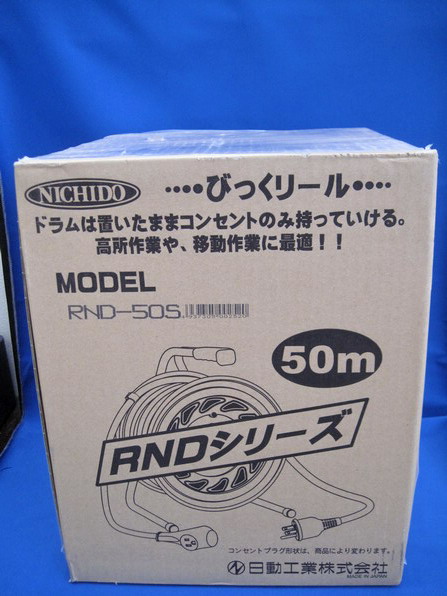 NICHIDO
‥‥びっくリール‥‥
ドラムは置いたままコンセントのみ持っていける。
高所作業や、移動作業に最適！！
MODEL
RND-50S
50m
RNDシリーズ
コンセントプラグ形状は、商品により変わります。
日動工業株式会社
MADE IN JAPAN